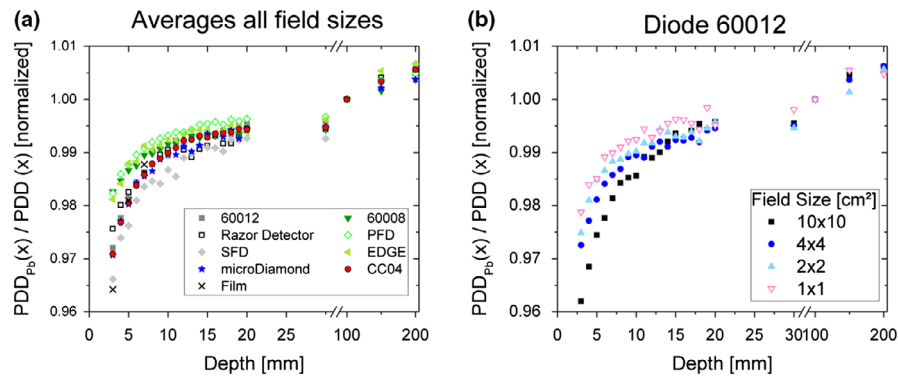 (a) Averages all field sizes
PDD_Pb(x) / PDD (x) [normalized]
1.01
1.00
0.99
0.98
0.97
0.96
60012
Razor Detector
SFD
microDiamond
Film
60008
PFD
EDGE
CC04
0 5 10 15 20 25 100 200
Depth [mm]
(b) Diode 60012
PDD_Pb(x) / PDD (x) [normalized]
1.01
1.00
0.99
0.98
0.97
0.96
Field Size [cm²]
10x10
4x4
2x2
1x1
0 5 10 15 20 25 30 100 200
Depth [mm]